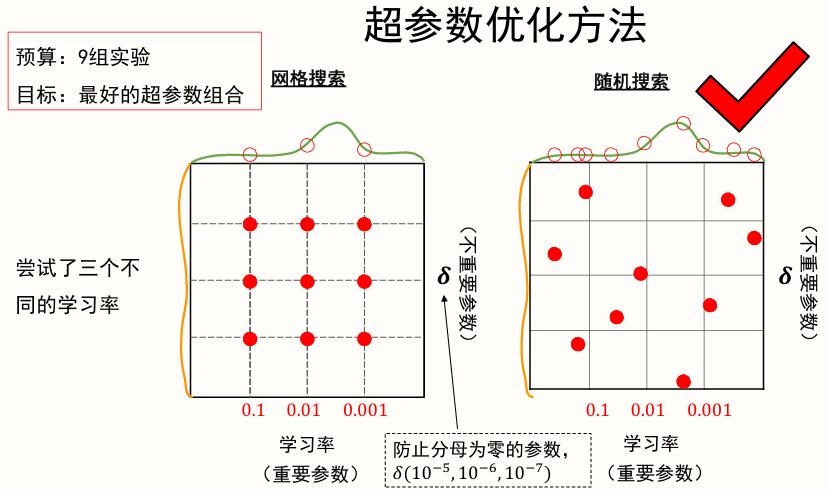 超参数优化方法
预算：9组实验
目标：最好的超参数组合
网格搜索
随机搜索
尝试了三个不
同的学习率
δ
（不重要参数）
δ
（不重要参数）
0.1 0.01 0.001
0.1 0.01 0.001
学习率
（重要参数）
防止分母为零的参数，
δ(10⁻⁵, 10⁻⁶, 10⁻⁷)
学习率
（重要参数）